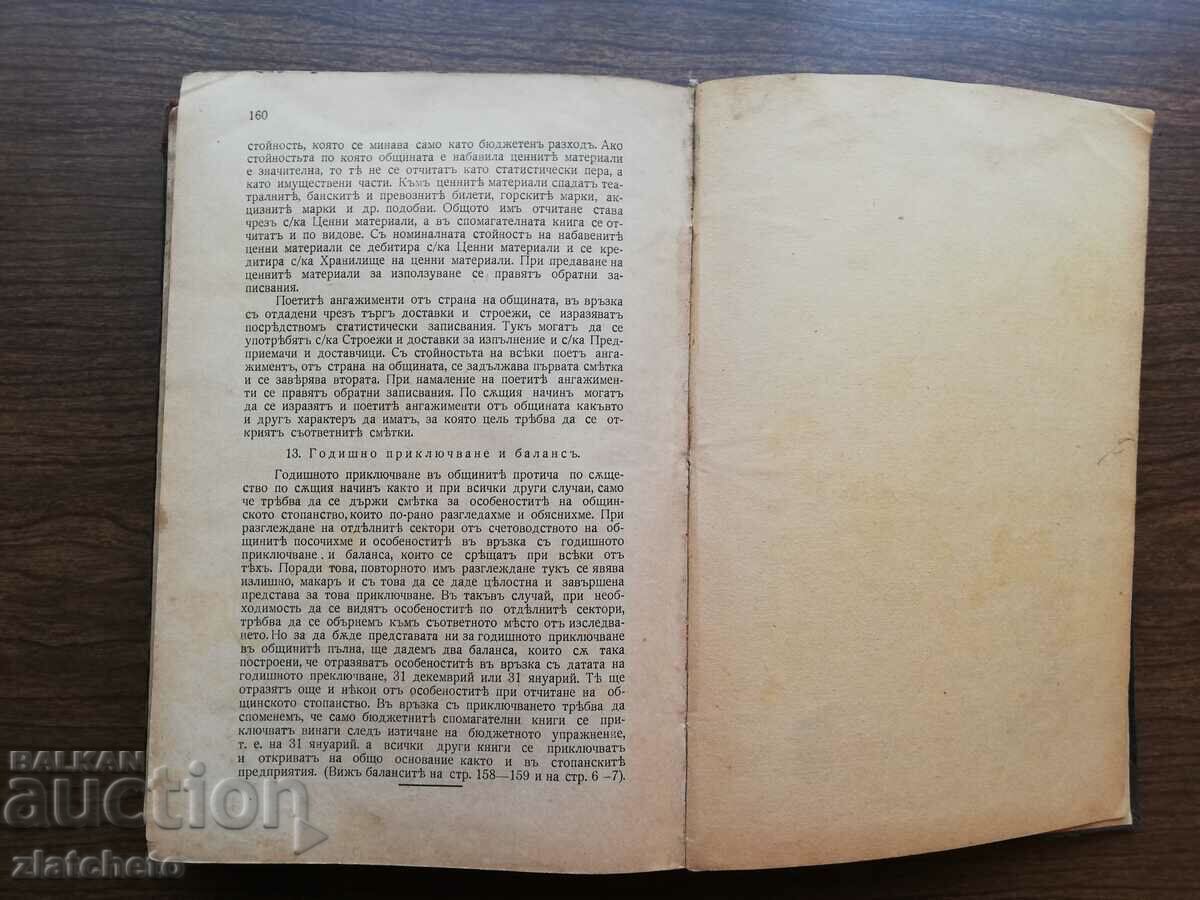 160
стойность, която се минава само като бюджетенъ разходъ. Ако
стойностьта по която общината е набавила ценнитѣ материали
е значителна, то тѣ не се отчитатъ като статистически пера, а
като имуществени части. Къмъ ценнитѣ материали спадатъ теа-
тралнитѣ, банскитѣ и превознитѣ билети, горскитѣ марки, ак-
цизнитѣ марки и др. подобни. Общото имъ отчитане става
чрезъ с/ка Ценни материали, а въ спомагателната книга се от-
читатъ и по видове. Съ номиналната стойность на набавенитѣ
ценни материали се дебитира с/ка Ценни материали и се кре-
дитира с/ка Хранилище на ценни материали. При предаване на
ценнитѣ материали за използуване се правятъ обратни за-
писвания.
Поетитѣ ангажименти отъ страна на общината, въ връзка
съ отдадени чрезъ търгъ доставки и строежи, се изразяватъ
посрѣдствомъ статистически записвания. Тукъ могатъ да се
употрѣбятъ с/ка Строежи и доставки за изпълнение и с/ка Пред-
приемачи и доставчици. Съ стойностьта на всѣки поетъ анга-
жиментъ, отъ страна на общината, се задължава първата смѣтка
и се завѣрява втората. При намаление на поетитѣ ангажимен-
ти се правятъ обратни записвания. По сѫщия начинъ могатъ
да се изразятъ и поетитѣ ангажименти отъ общината какъвто
и другъ характеръ да иматъ, за която цель трѣбва да се от-
криятъ съответнитѣ смѣтки.
13. Годишно приключване и балансъ.
Годишното приключване въ общинитѣ протича по сѫще-
ство по сѫщия начинъ както и при всички други случаи, само
че трѣбва да се държи смѣтка за особеноститѣ на общин-
ското стопанство, които по-рано разгледахме и обяснихме. При
разглеждане на отдѣлнитѣ сектори отъ счетоводството на об-
щинитѣ посочихме и особеноститѣ въ връзка съ годишното
приключване и баланса, които се срѣщатъ при всѣки отъ
тѣхъ. Поради това, повторното имъ разглеждане тукъ се явява
излишно, макаръ и съ това да се даде цѣлостна и завършена
представа за това приключване. Въ такъвъ случай, при необ-
ходимость да се видятъ особеноститѣ по отдѣлнитѣ сектори,
трѣбва да се обърнемъ къмъ съответното мѣсто отъ изследва-
нето. Но за да бѫде представата ни за годишното приключване
въ общинитѣ пълна, ще дадемъ два баланса, които сѫ така
построени, че отразяватъ особеноститѣ въ връзка съ датата на
годишното преключване, 31 декемврий или 31 януарий. Тѣ ще
отразятъ още и нѣкои отъ особеноститѣ при отчитане на об-
щинското стопанство. Въ връзка съ приключването трѣбва да
споменемъ, че само бюджетнитѣ спомагателни книги се при-
ключватъ винаги следъ изтичане на бюджетното упражнение,
т. е. на 31 януарий. а всички други книги се приключватъ
и откриватъ на общо основание както и въ стопанскитѣ
предприятия. (Вижъ балансите на стр. 158—159 и на стр. 6 –7).
BALKAN
auction
zlatcheto